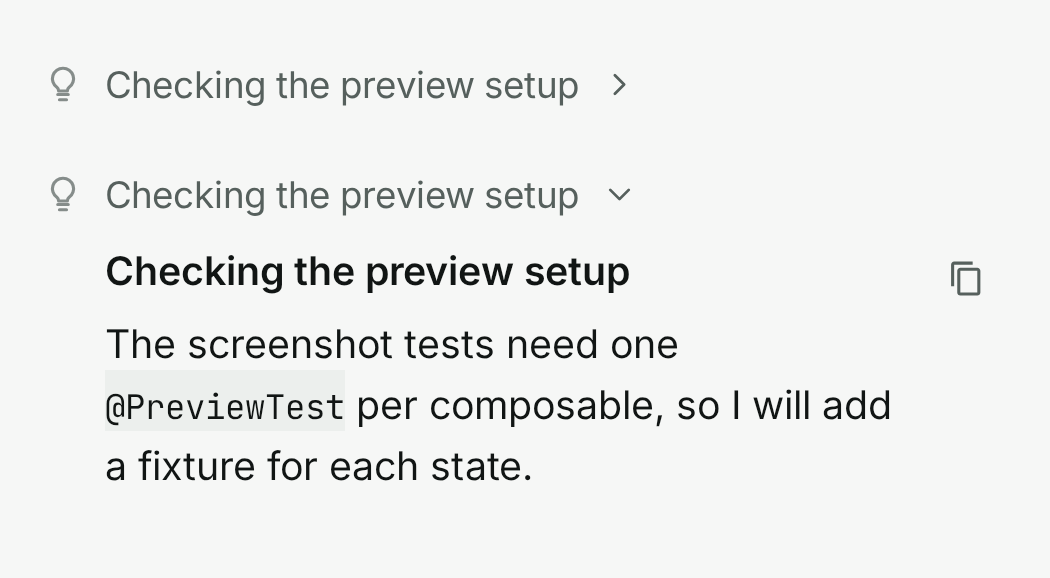 Checking the preview setup
Checking the preview setup
Checking the preview setup
The screenshot tests need one
@PreviewTest per composable, so I will add
a fixture for each state.